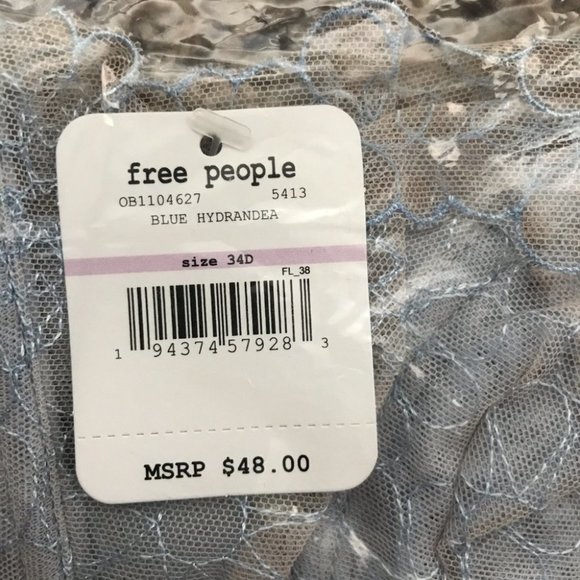 free people
OB1104627 5413
BLUE HYDRANDEA
size 34D
FL_38
1 94374 57928 3
MSRP $48.00